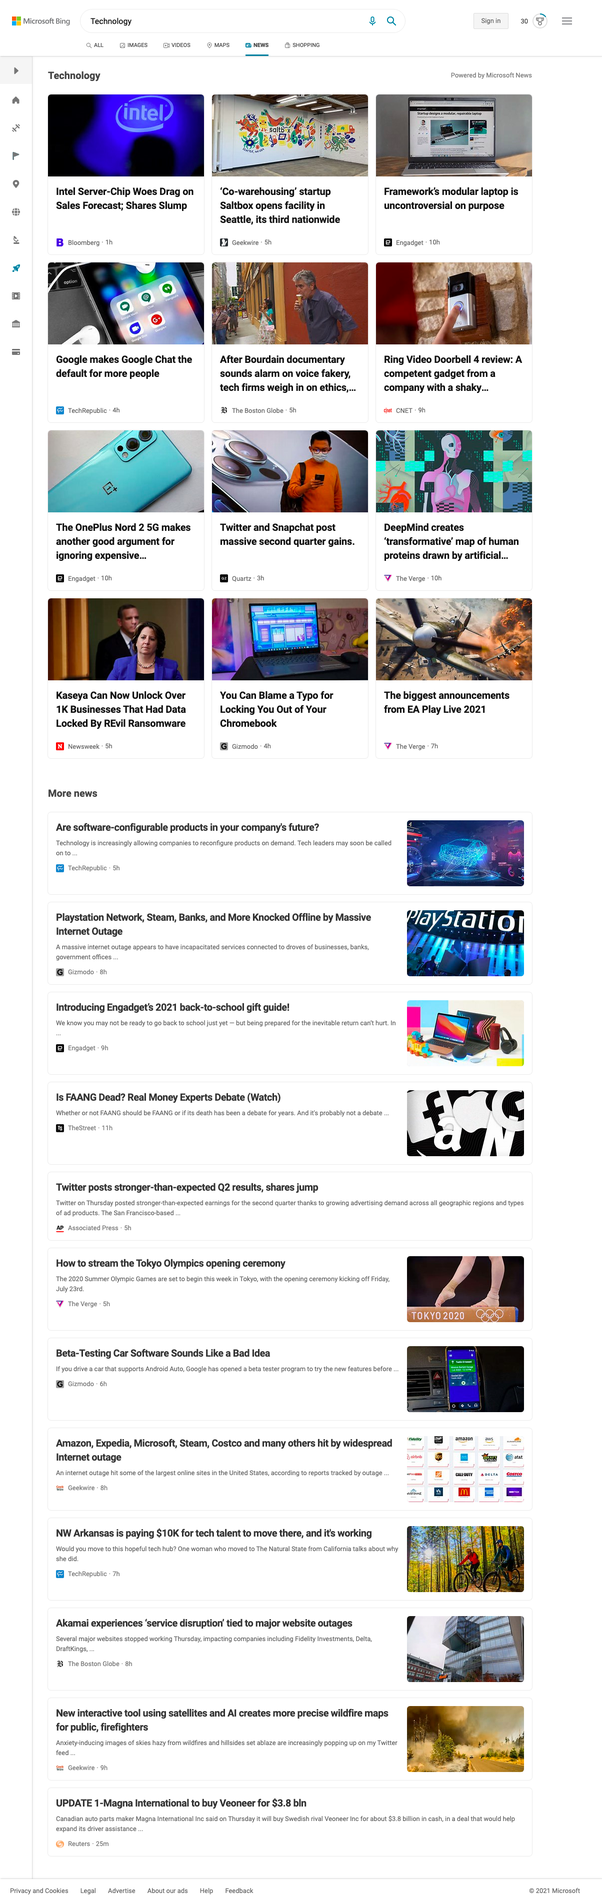 Microsoft Bing
Technology
Sign in
30
ALL
IMAGES
VIDEOS
MAPS
NEWS
SHOPPING
Technology
Powered by Microsoft News
intel
Intel Server-Chip Woes Drag on
Sales Forecast; Shares Slump
Bloomberg · 1h
‘Co-warehousing’ startup
Saltbox opens facility in
Seattle, its third nationwide
Geekwire · 5h
Framework’s modular laptop is
uncontroversial on purpose
Engadget · 10h
option
Google makes Google Chat the
default for more people
TechRepublic · 4h
After Bourdain documentary
sounds alarm on voice fakery,
tech firms weigh in on ethics,...
The Boston Globe · 5h
Ring Video Doorbell 4 review: A
competent gadget from a
company with a shaky...
CNET · 9h
The OnePlus Nord 2 5G makes
another good argument for
ignoring expensive...
Engadget · 10h
Twitter and Snapchat post
massive second quarter gains.
Quartz · 3h
DeepMind creates
‘transformative’ map of human
proteins drawn by artificial...
The Verge · 10h
Kaseya Can Now Unlock Over
1K Businesses That Had Data
Locked By REvil Ransomware
Newsweek · 5h
You Can Blame a Typo for
Locking You Out of Your
Chromebook
Gizmodo · 4h
The biggest announcements
from EA Play Live 2021
The Verge · 7h
More news
Are software-configurable products in your company's future?
Technology is increasingly allowing companies to reconfigure products on demand. Tech leaders may soon be called
on to ...
TechRepublic · 5h
Playstation Network, Steam, Banks, and More Knocked Offline by Massive
Internet Outage
A massive internet outage appears to have incapacitated services connected to droves of businesses, banks,
government offices ...
Gizmodo · 8h
PlayStation
Introducing Engadget’s 2021 back-to-school gift guide!
We know you may not be ready to go back to school just yet — but being prepared for the inevitable return can’t hurt. In
...
Engadget · 9h
Is FAANG Dead? Real Money Experts Debate (Watch)
Whether or not FAANG should be FAANG or if its death has been a debate for years. And it's probably not a debate ...
TheStreet · 11h
Twitter posts stronger-than-expected Q2 results, shares jump
Twitter on Thursday posted stronger-than-expected earnings for the second quarter thanks to growing advertising demand across all geographic regions and types
of ad products. The San Francisco-based ...
AP Associated Press · 5h
How to stream the Tokyo Olympics opening ceremony
The 2020 Summer Olympic Games are set to begin this week in Tokyo, with the opening ceremony kicking off Friday,
July 23rd.
The Verge · 5h
TOKYO 2020
Beta-Testing Car Software Sounds Like a Bad Idea
If you drive a car that supports Android Auto, Google has opened a beta tester program to try the new features before ...
Gizmodo · 6h
Amazon, Expedia, Microsoft, Steam, Costco and many others hit by widespread
Internet outage
An internet outage hit some of the largest online sites in the United States, according to reports tracked by outage ...
Geekwire · 8h
Fidelity
amazon
aws
airbnb
at&t
CALL·DUTY
DELTA
Costco
NW Arkansas is paying $10K for tech talent to move there, and it's working
Would you move to this hopeful tech hub? One woman who moved to The Natural State from California talks about why
she did.
TechRepublic · 7h
Akamai experiences ‘service disruption’ tied to major website outages
Several major websites stopped working Thursday, impacting companies including Fidelity Investments, Delta,
DraftKings, ...
The Boston Globe · 8h
New interactive tool using satellites and AI creates more precise wildfire maps
for public, firefighters
Anxiety-inducing images of skies hazy from wildfires and hillsides set ablaze are increasingly popping up on my Twitter
feed ...
Geekwire · 9h
UPDATE 1-Magna International to buy Veoneer for $3.8 bln
Canadian auto parts maker Magna International Inc said on Thursday it will buy Swedish rival Veoneer Inc for about $3.8 billion in cash, in a deal that would help
expand its driver assistance ...
Reuters · 25m
Privacy and Cookies
Legal
Advertise
About our ads
Help
Feedback
© 2021 Microsoft